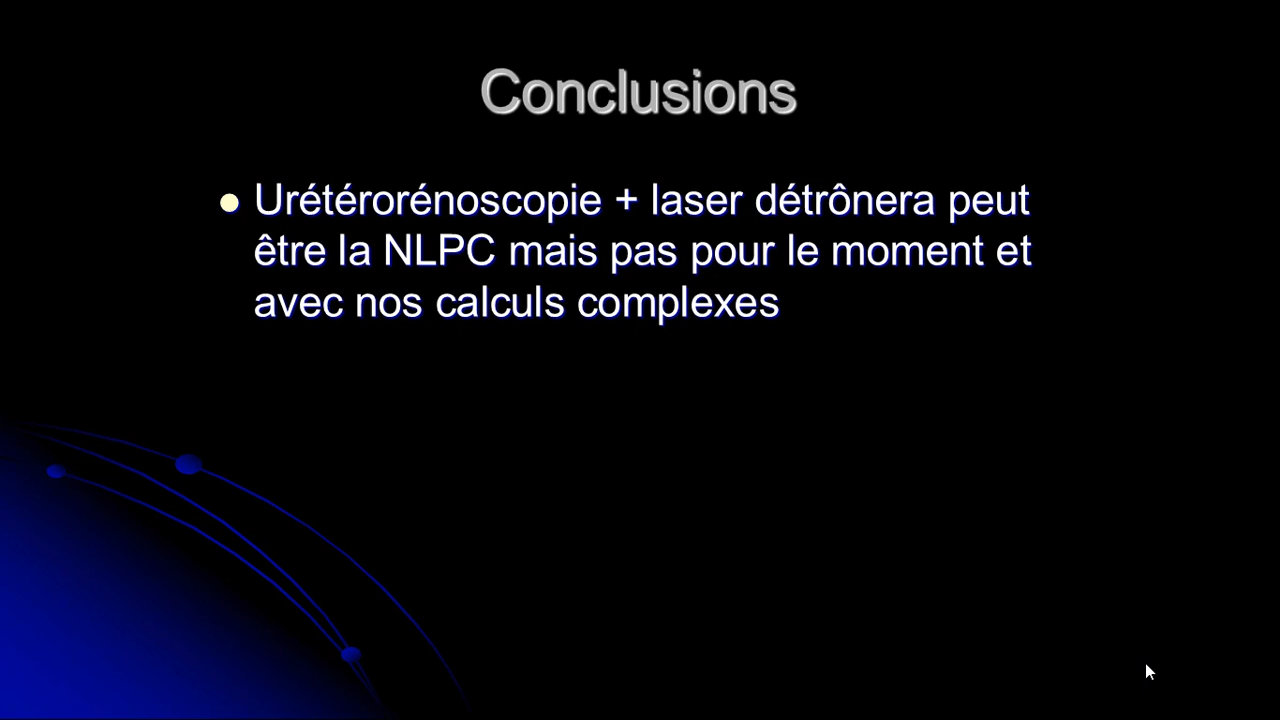 Conclusions
Urétérorénoscopie + laser détrônera peut
être la NLPC mais pas pour le moment et
avec nos calculs complexes